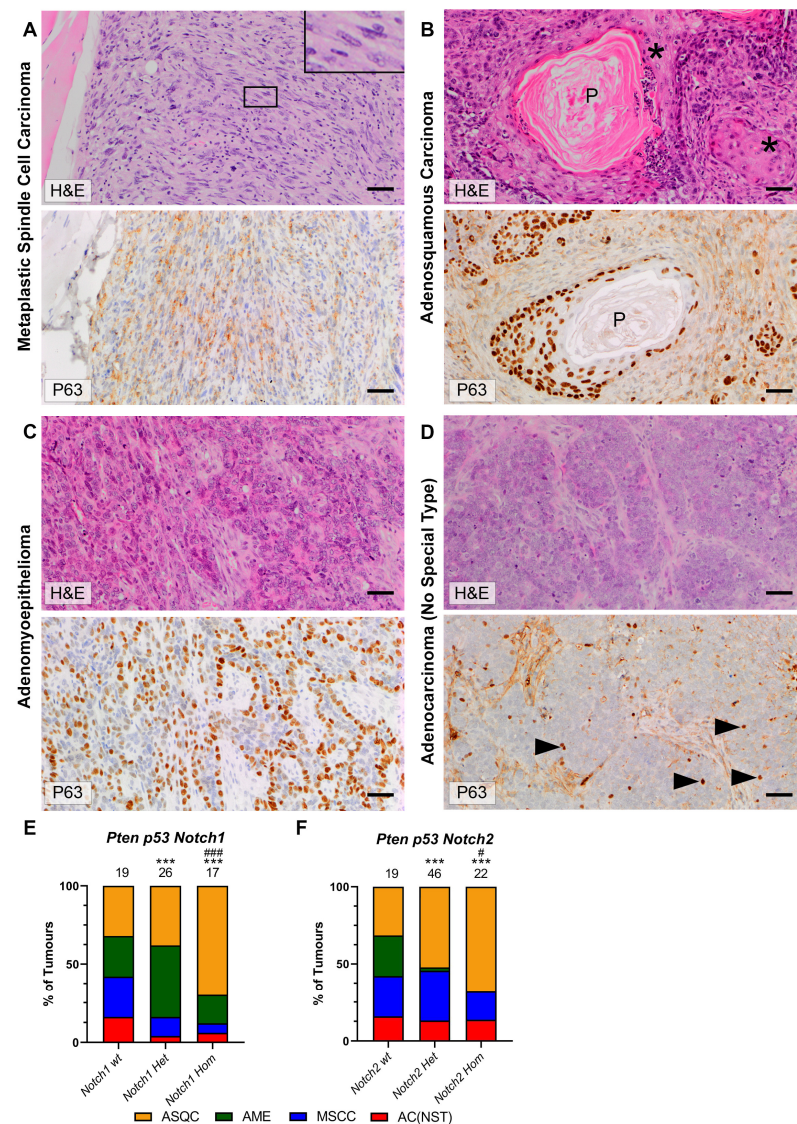 A
Metaplastic Spindle Cell Carcinoma
H&E
P63
B
Adenosquamous Carcinoma
P
*
*
H&E
P
P63
C
Adenomyoepithelioma
H&E
P63
D
Adenocarcinoma (No Special Type)
H&E
P63
E
Pten p53 Notch1
###
*** ***
19 26 17
100
50
0
% of Tumours
Notch1 wt
Notch1 Het
Notch1 Hom
F
Pten p53 Notch2
#
*** ***
19 46 22
100
50
0
% of Tumours
Notch2 wt
Notch2 Het
Notch2 Hom
ASQC AME MSCC AC(NST)